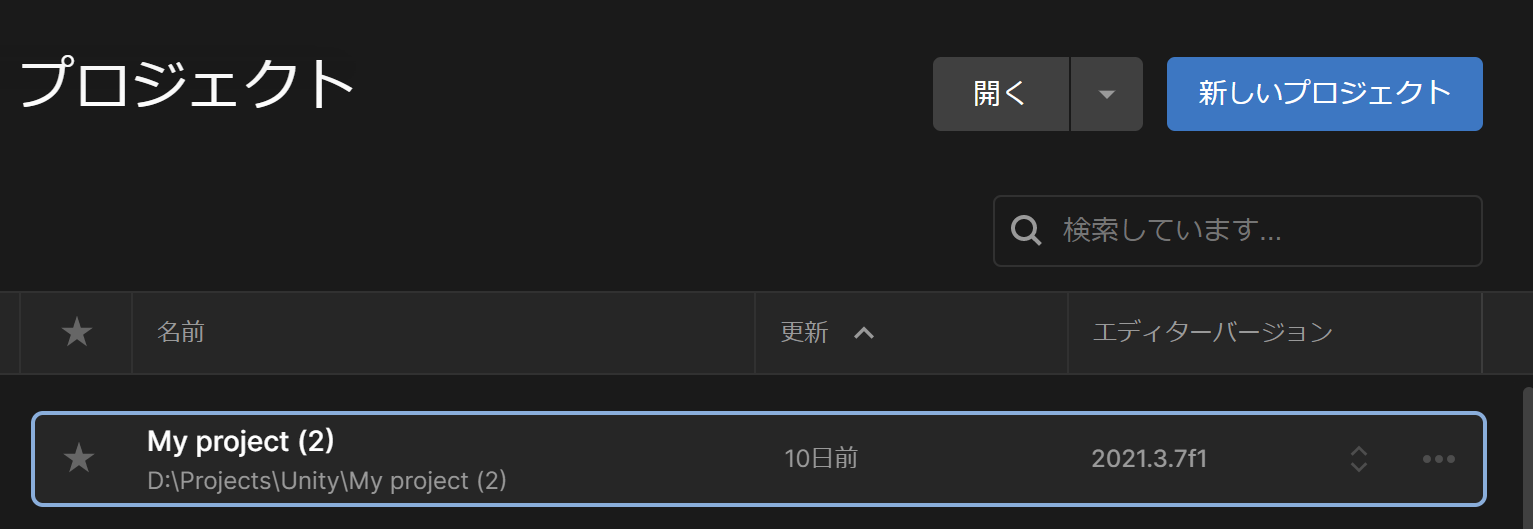 プロジェクト
開く
新しいプロジェクト
検索しています...
名前
更新
エディターバージョン
My project (2)
D:\Projects\Unity\My project (2)
10日前
2021.3.7f1